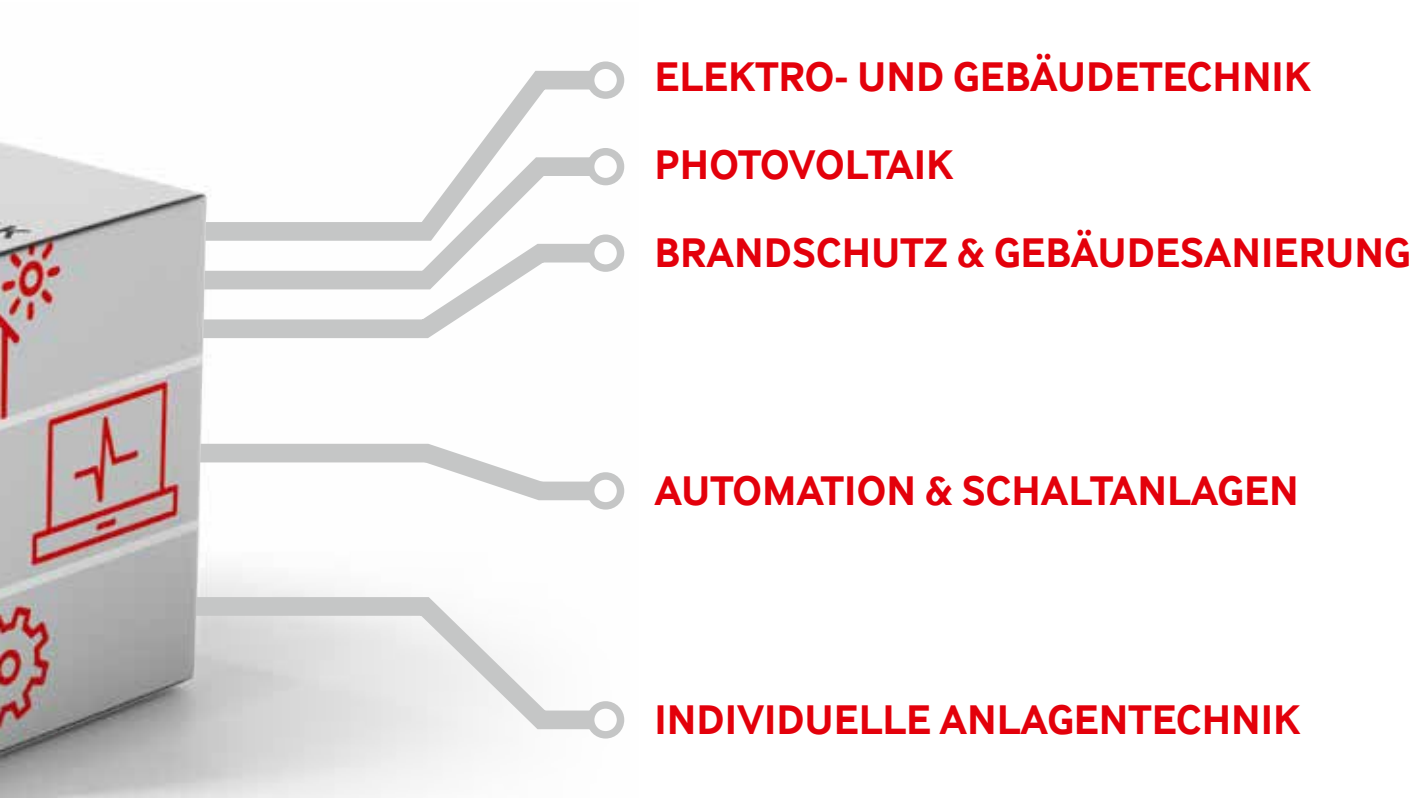 ELEKTRO- UND GEBÄUDETECHNIK
PHOTOVOLTAIK
BRANDSCHUTZ & GEBÄUDESANIERUNG
AUTOMATION & SCHALTANLAGEN
INDIVIDUELLE ANLAGENTECHNIK